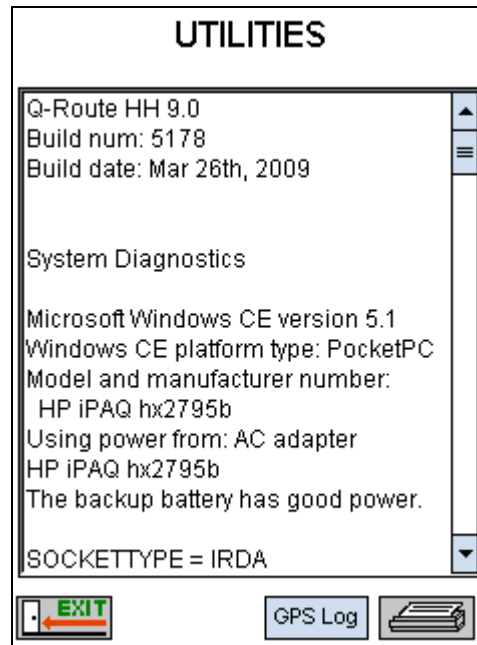 UTILITIES
Q-Route HH 9.0
Build num: 5178
Build date: Mar 26th, 2009
System Diagnostics
Microsoft Windows CE version 5.1
Windows CE platform type: PocketPC
Model and manufacturer number:
HP iPAQ hx2795b
Using power from: AC adapter
HP iPAQ hx2795b
The backup battery has good power.
SOCKETTYPE = IRDA
EXIT
GPS Log